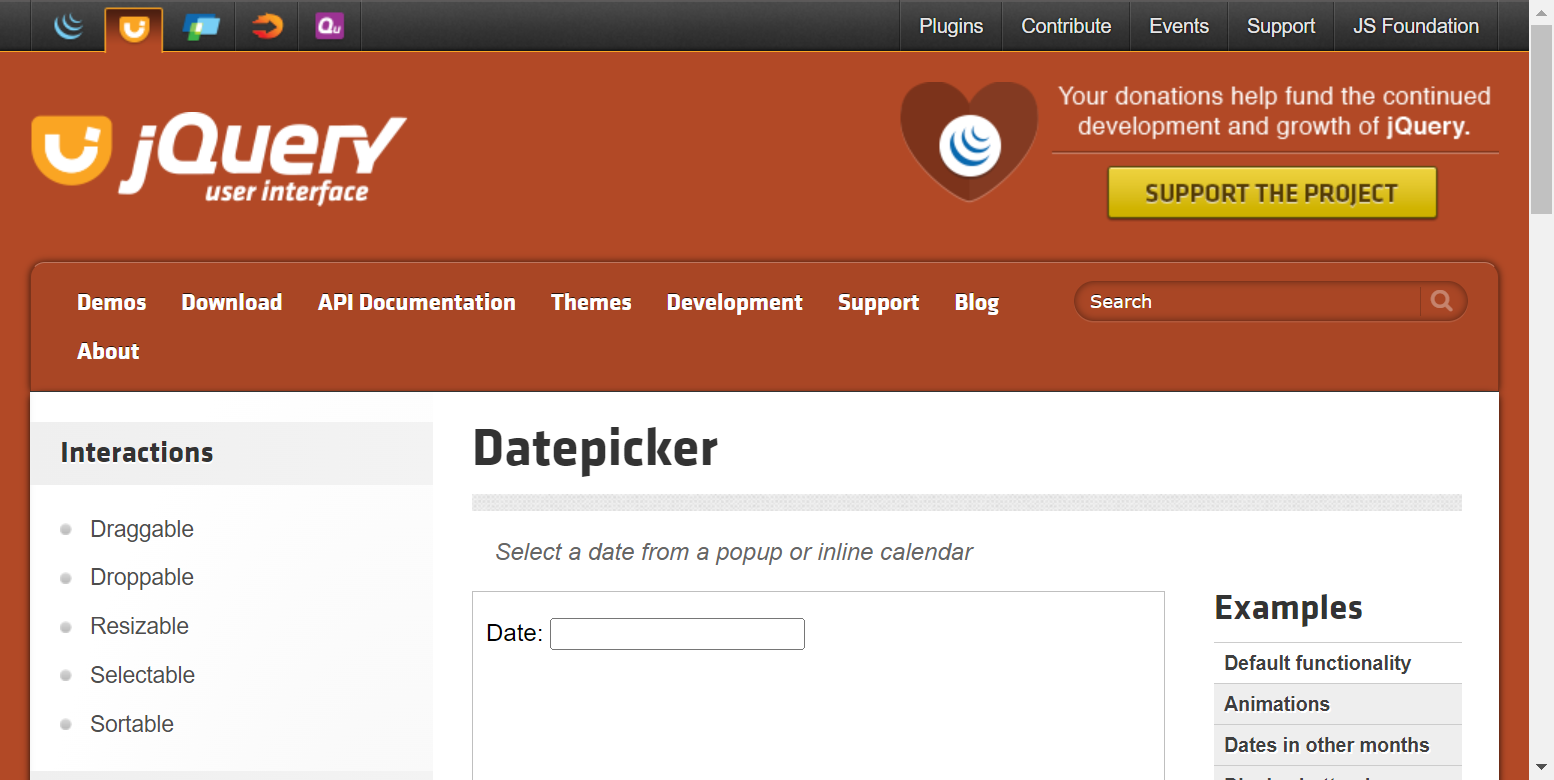 Qu
Plugins Contribute Events Support JS Foundation
jQuery
user interface
Your donations help fund the continued
development and growth of jQuery.
SUPPORT THE PROJECT
Demos Download API Documentation Themes Development Support Blog
About
Search
Interactions
Draggable
Droppable
Resizable
Selectable
Sortable
Datepicker
Select a date from a popup or inline calendar
Date:
Examples
Default functionality
Animations
Dates in other months